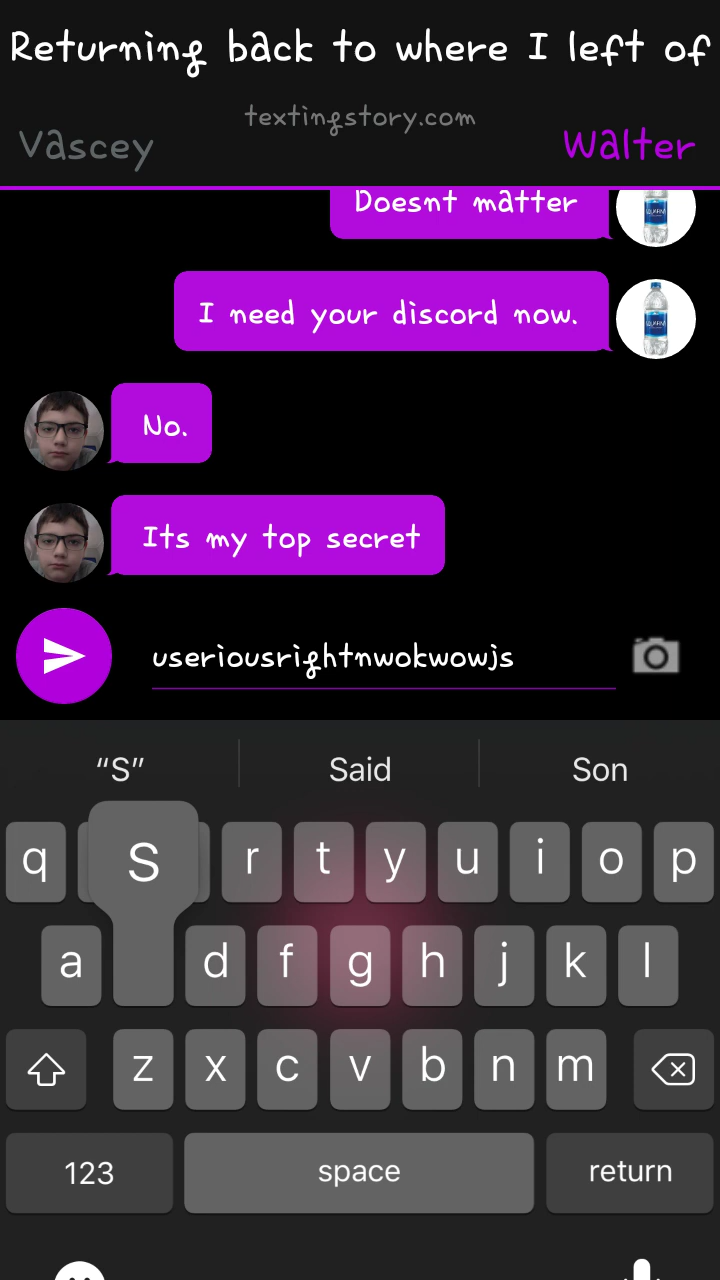 Returning back to where I left of
textingstory.com
Vascey
Walter
Doesnt matter
I need your discord now.
No.
Its my top secret
useriousrightnwokwowjs
“S” Said Son
q S r t y u i o p
a d f g h j k l
z x c v b n m
123 space return